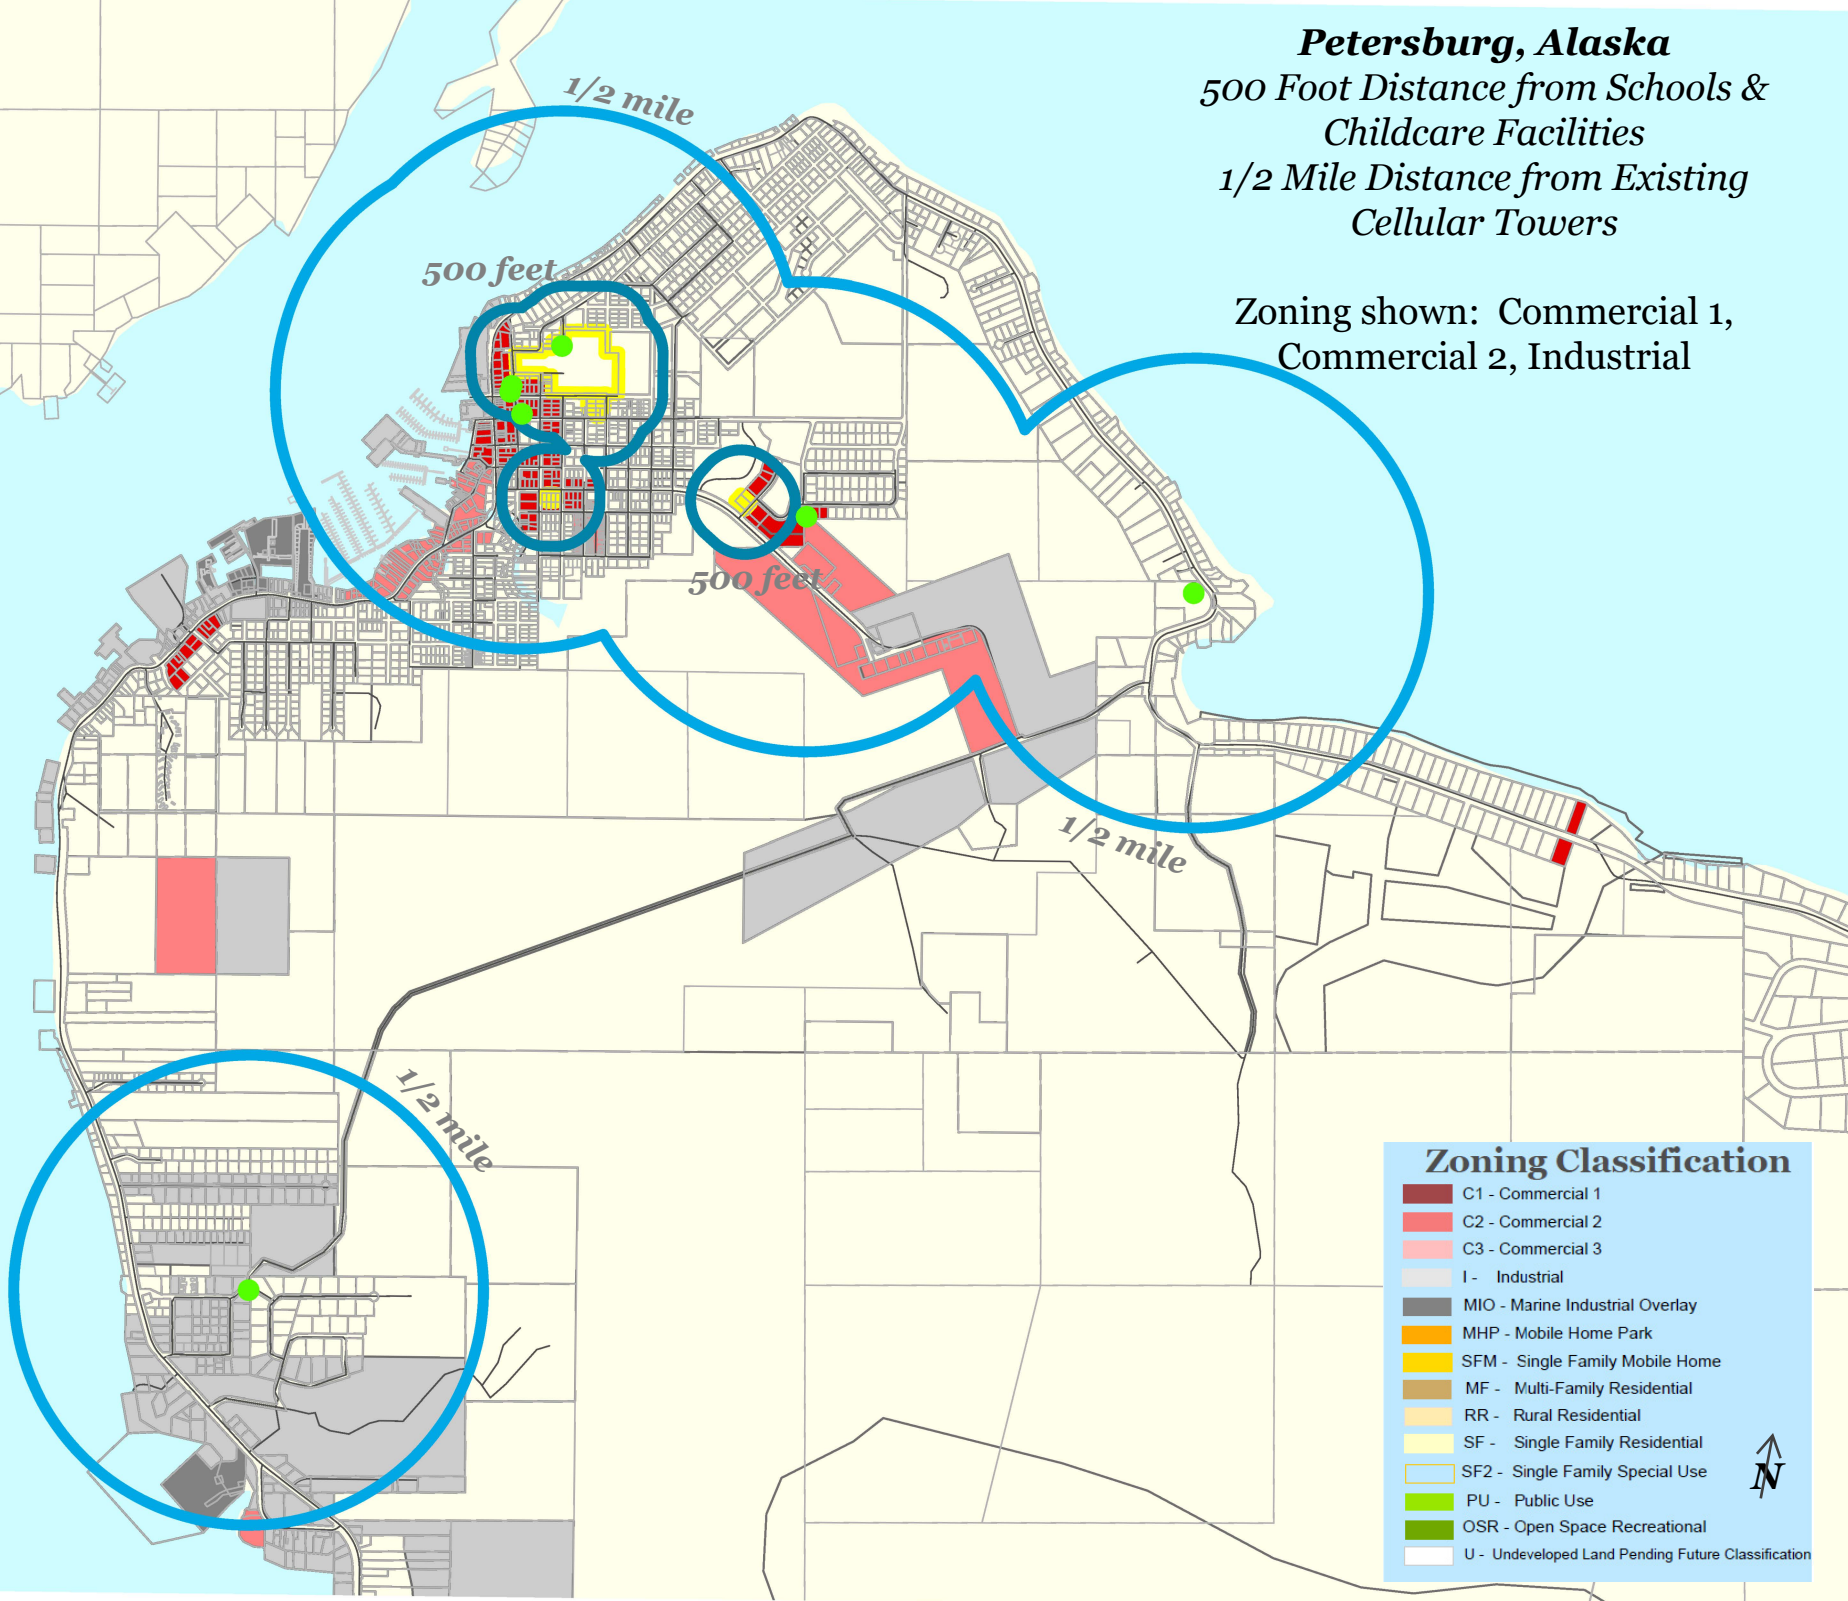 Petersburg, Alaska
500 Foot Distance from Schools &
Childcare Facilities
1/2 Mile Distance from Existing
Cellular Towers
Zoning shown: Commercial 1,
Commercial 2, Industrial
1/2 mile
500 feet
500 feet
1/2 mile
1/2 mile
Zoning Classification
C1 - Commercial 1
C2 - Commercial 2
C3 - Commercial 3
I - Industrial
MIO - Marine Industrial Overlay
MHP - Mobile Home Park
SFM - Single Family Mobile Home
MF - Multi-Family Residential
RR - Rural Residential
SF - Single Family Residential
SF2 - Single Family Special Use
PU - Public Use
OSR - Open Space Recreational
U - Undeveloped Land Pending Future Classification
N